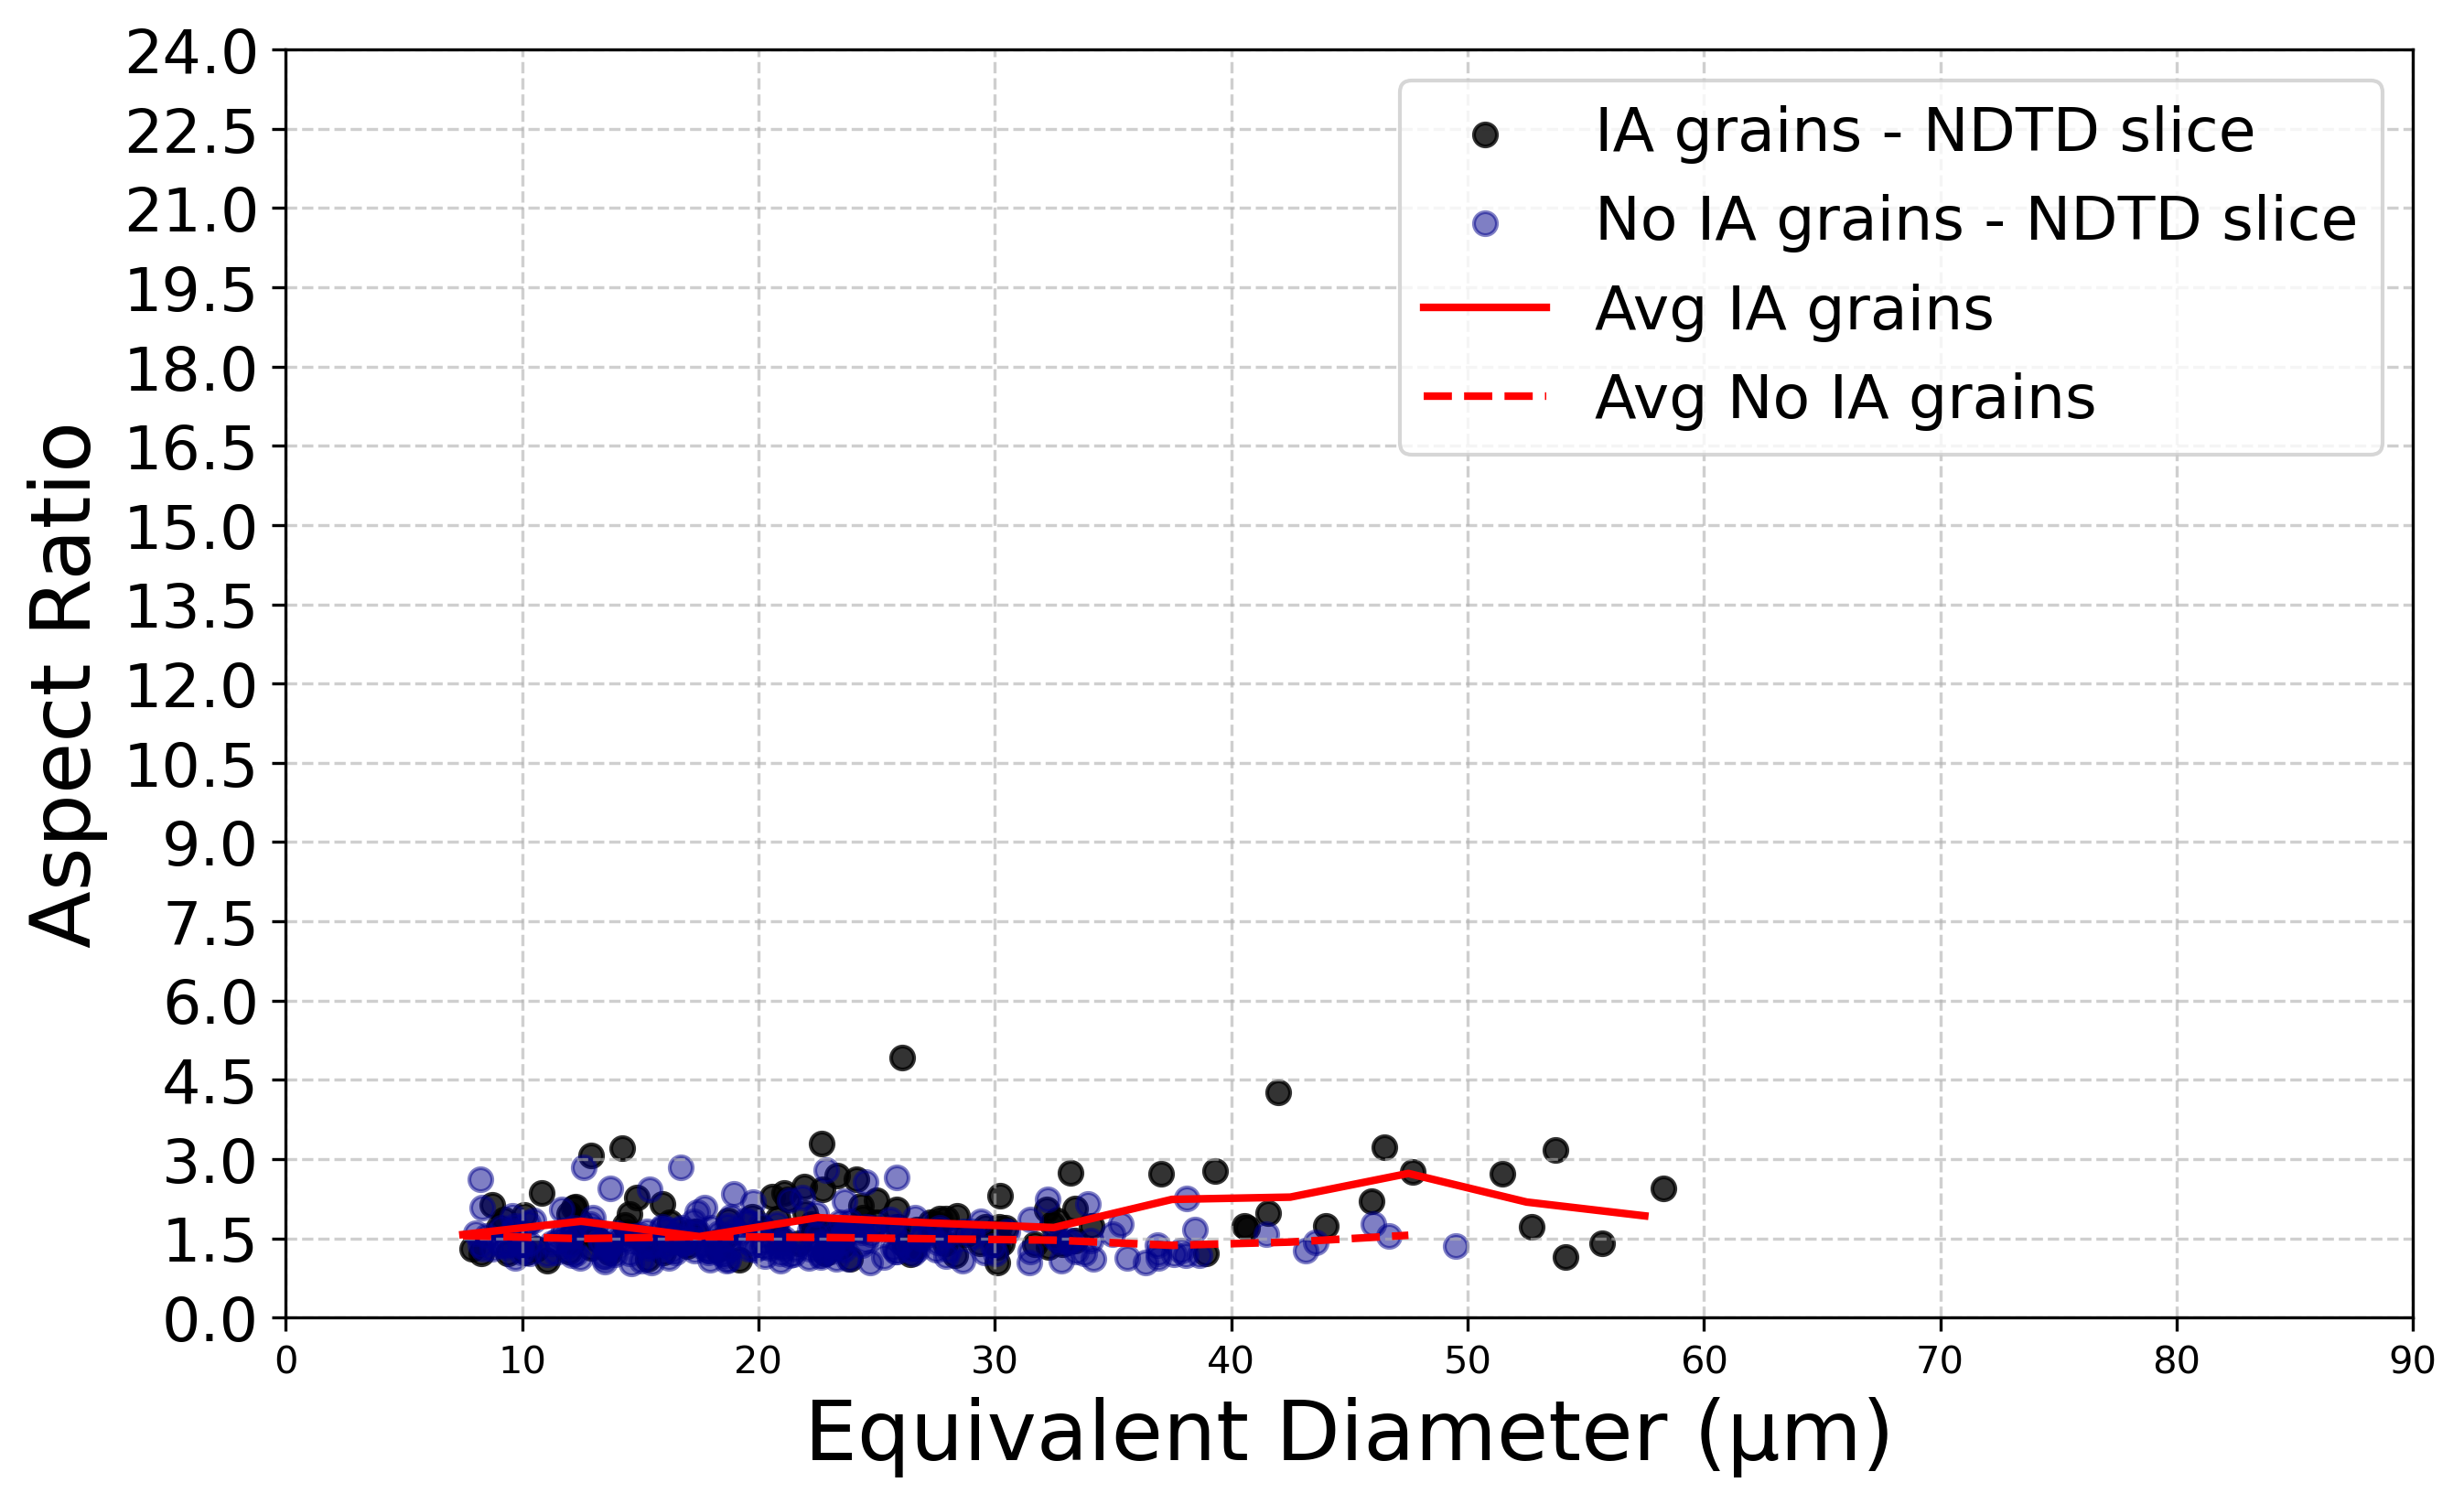 24.0
22.5
21.0
19.5
18.0
16.5
15.0
13.5
12.0
10.5
9.0
7.5
6.0
4.5
3.0
1.5
0.0
Aspect Ratio
IA grains - NDTD slice
No IA grains - NDTD slice
Avg IA grains
Avg No IA grains
0 10 20 30 40 50 60 70 80 90
Equivalent Diameter (μm)